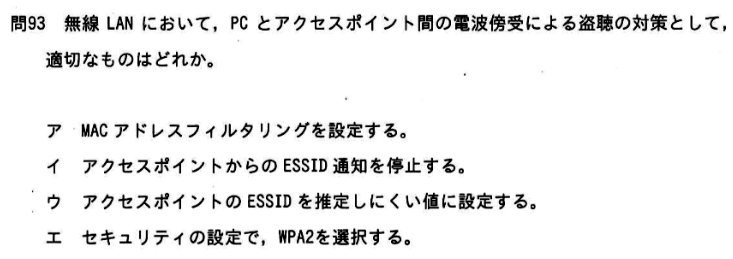 問93 無線 LAN において，PC とアクセスポイント間の電波傍受による盗聴の対策として，
適切なものはどれか。
ア MAC アドレスフィルタリングを設定する。
イ アクセスポイントからの ESSID 通知を停止する。
ウ アクセスポイントの ESSID を推定しにくい値に設定する。
エ セキュリティの設定で，WPA2を選択する。